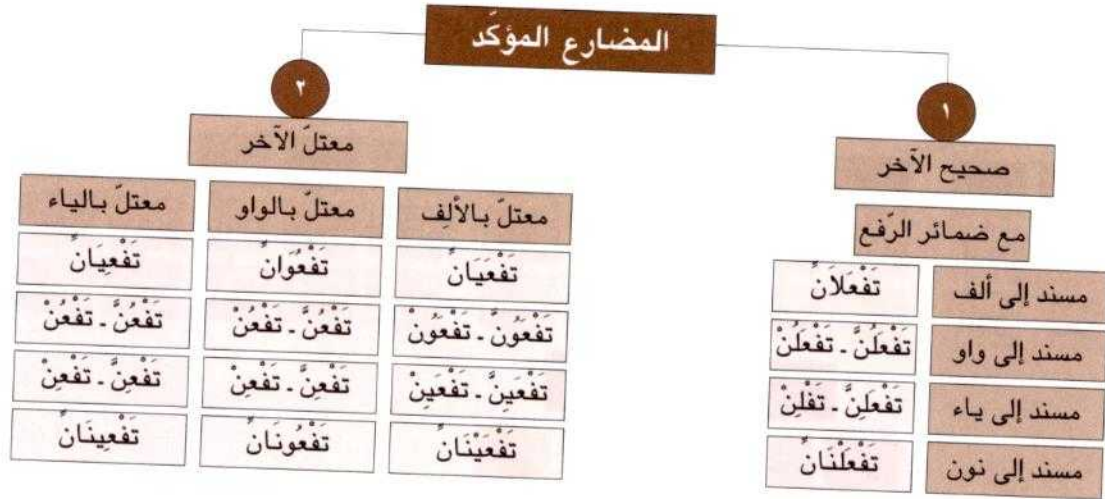 المضارع المؤكَّد
١
صحيح الآخر
مع ضمائر الرّفع
مسند إلى ألف تَفْعَلاَنِّ
مسند إلى واو تَفْعَلُنَّ ـ تَفْعَلُنْ
مسند إلى ياء تَفْعَلِنَّ ـ تَفْلِنْ
مسند إلى نون تَفْعَلْنَانِّ
٢
معتلّ الآخر
معتلّ بالألِف معتلّ بالواو معتلّ بالياء
تَفْعَيَانِّ تَفْعُوَانِّ تَفْعِيَانِّ
تَفْعَوُنَّ ـ تَفْعَوُنْ تَفْعُنَّ ـ تَفْعُنْ تَفْعُنَّ ـ تَفْعُنْ
تَفْعَيِنَّ ـ تَفْعَيِنْ تَفْعِنَّ ـ تَفْعِنْ تَفْعِنَّ ـ تَفْعِنْ
تَفْعَيْنَانِّ تَفْعُونَانِّ تَفْعِينَانِّ